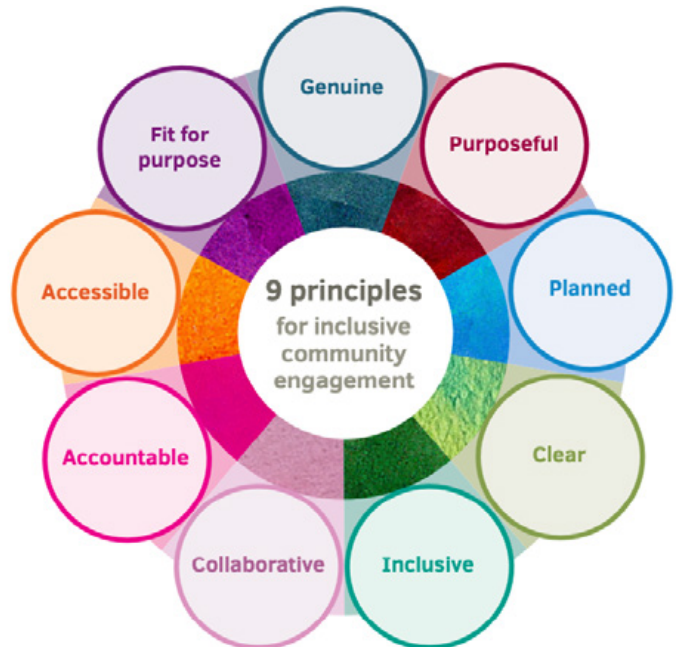 Genuine
Purposeful
Planned
Clear
Inclusive
Collaborative
Accountable
Accessible
Fit for
purpose
9 principles
for inclusive
community
engagement